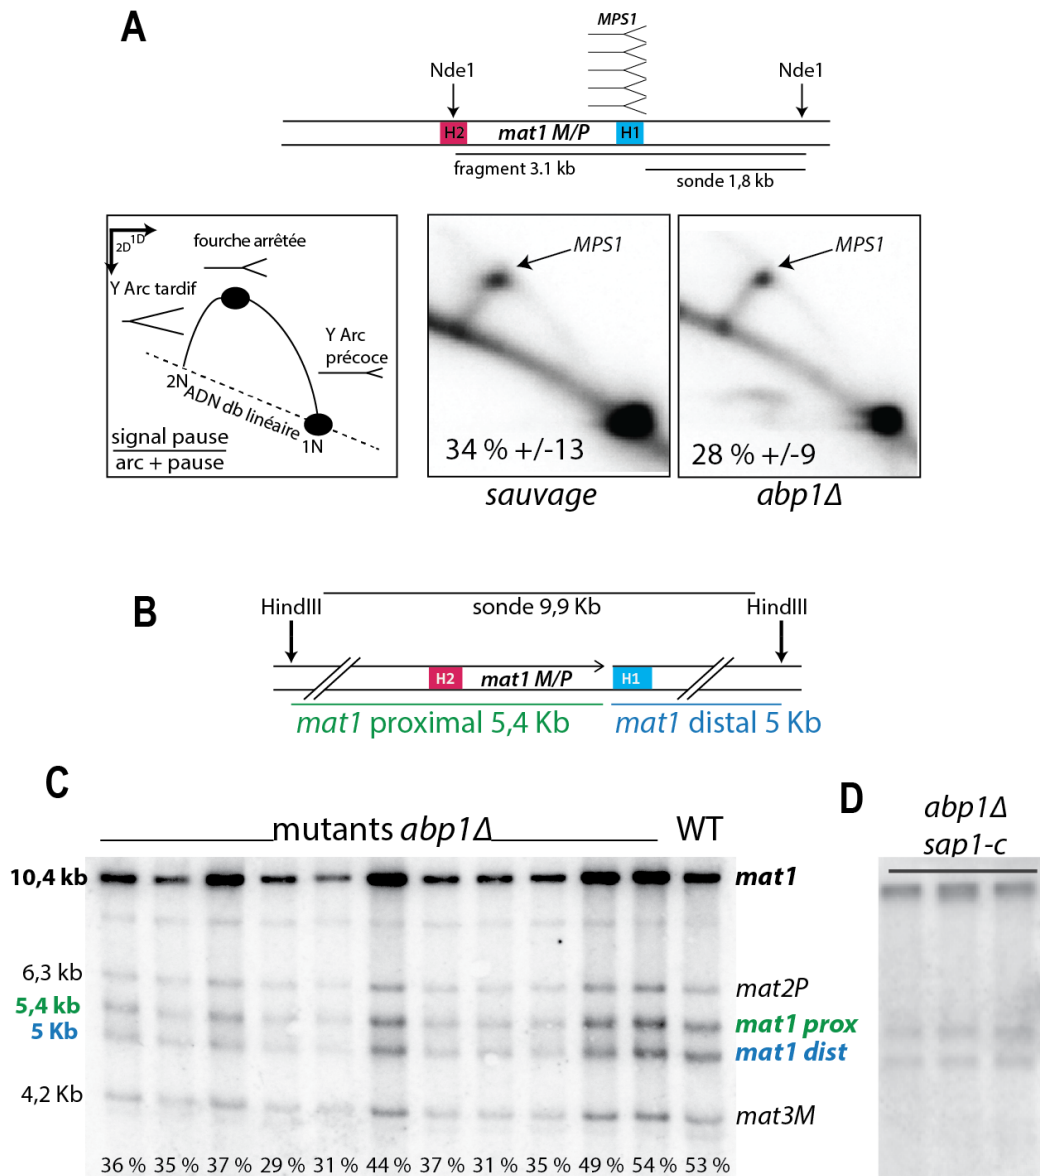 A
MPS1
Nde1
Nde1
H2
mat1 M/P
H1
fragment 3.1 kb
sonde 1,8 kb
2D
1D
fourche arrêtée
Y Arc tardif
Y Arc
précoce
2N
ADN db linéaire
1N
signal pause
arc + pause
MPS1
34 % +/-13
sauvage
MPS1
28 % +/-9
abp1Δ
B
HindIII
sonde 9,9 Kb
HindIII
H2
mat1 M/P
H1
mat1 proximal 5,4 Kb
mat1 distal 5 Kb
C
mutants abp1Δ
WT
10,4 kb
mat1
6,3 kb
mat2P
5,4 kb
mat1 prox
5 Kb
mat1 dist
4,2 Kb
mat3M
36 % 35 % 37 % 29 % 31 % 44 % 37 % 31 % 35 % 49 % 54 % 53 %
D
abp1Δ
sap1-c